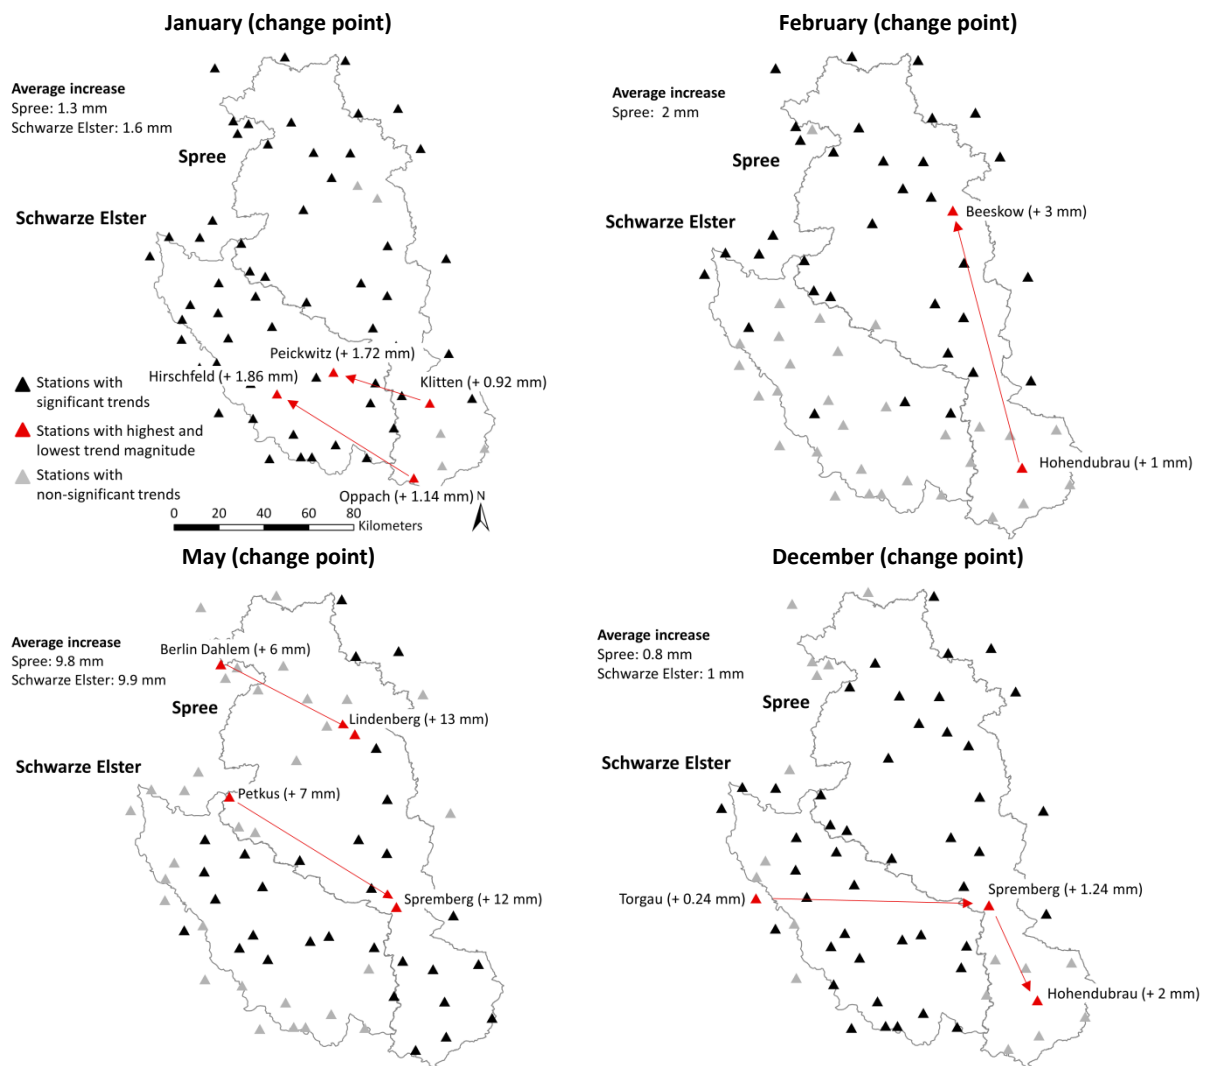 January (change point)
Average increase
Spree: 1.3 mm
Schwarze Elster: 1.6 mm
Spree
Schwarze Elster
Peickwitz (+ 1.72 mm)
Hirschfeld (+ 1.86 mm)
Klitten (+ 0.92 mm)
Stations with
significant trends
Stations with highest and
lowest trend magnitude
Stations with
non-significant trends
Oppach (+ 1.14 mm)
N
0 20 40 60 80
Kilometers
February (change point)
Average increase
Spree: 2 mm
Spree
Schwarze Elster
Beeskow (+ 3 mm)
Hohendubrau (+ 1 mm)
May (change point)
Average increase
Spree: 9.8 mm
Schwarze Elster: 9.9 mm
Berlin Dahlem (+ 6 mm)
Spree
Lindenberg (+ 13 mm)
Schwarze Elster
Petkus (+ 7 mm)
Spremberg (+ 12 mm)
December (change point)
Average increase
Spree: 0.8 mm
Schwarze Elster: 1 mm
Spree
Schwarze Elster
Torgau (+ 0.24 mm)
Spremberg (+ 1.24 mm)
Hohendubrau (+ 2 mm)